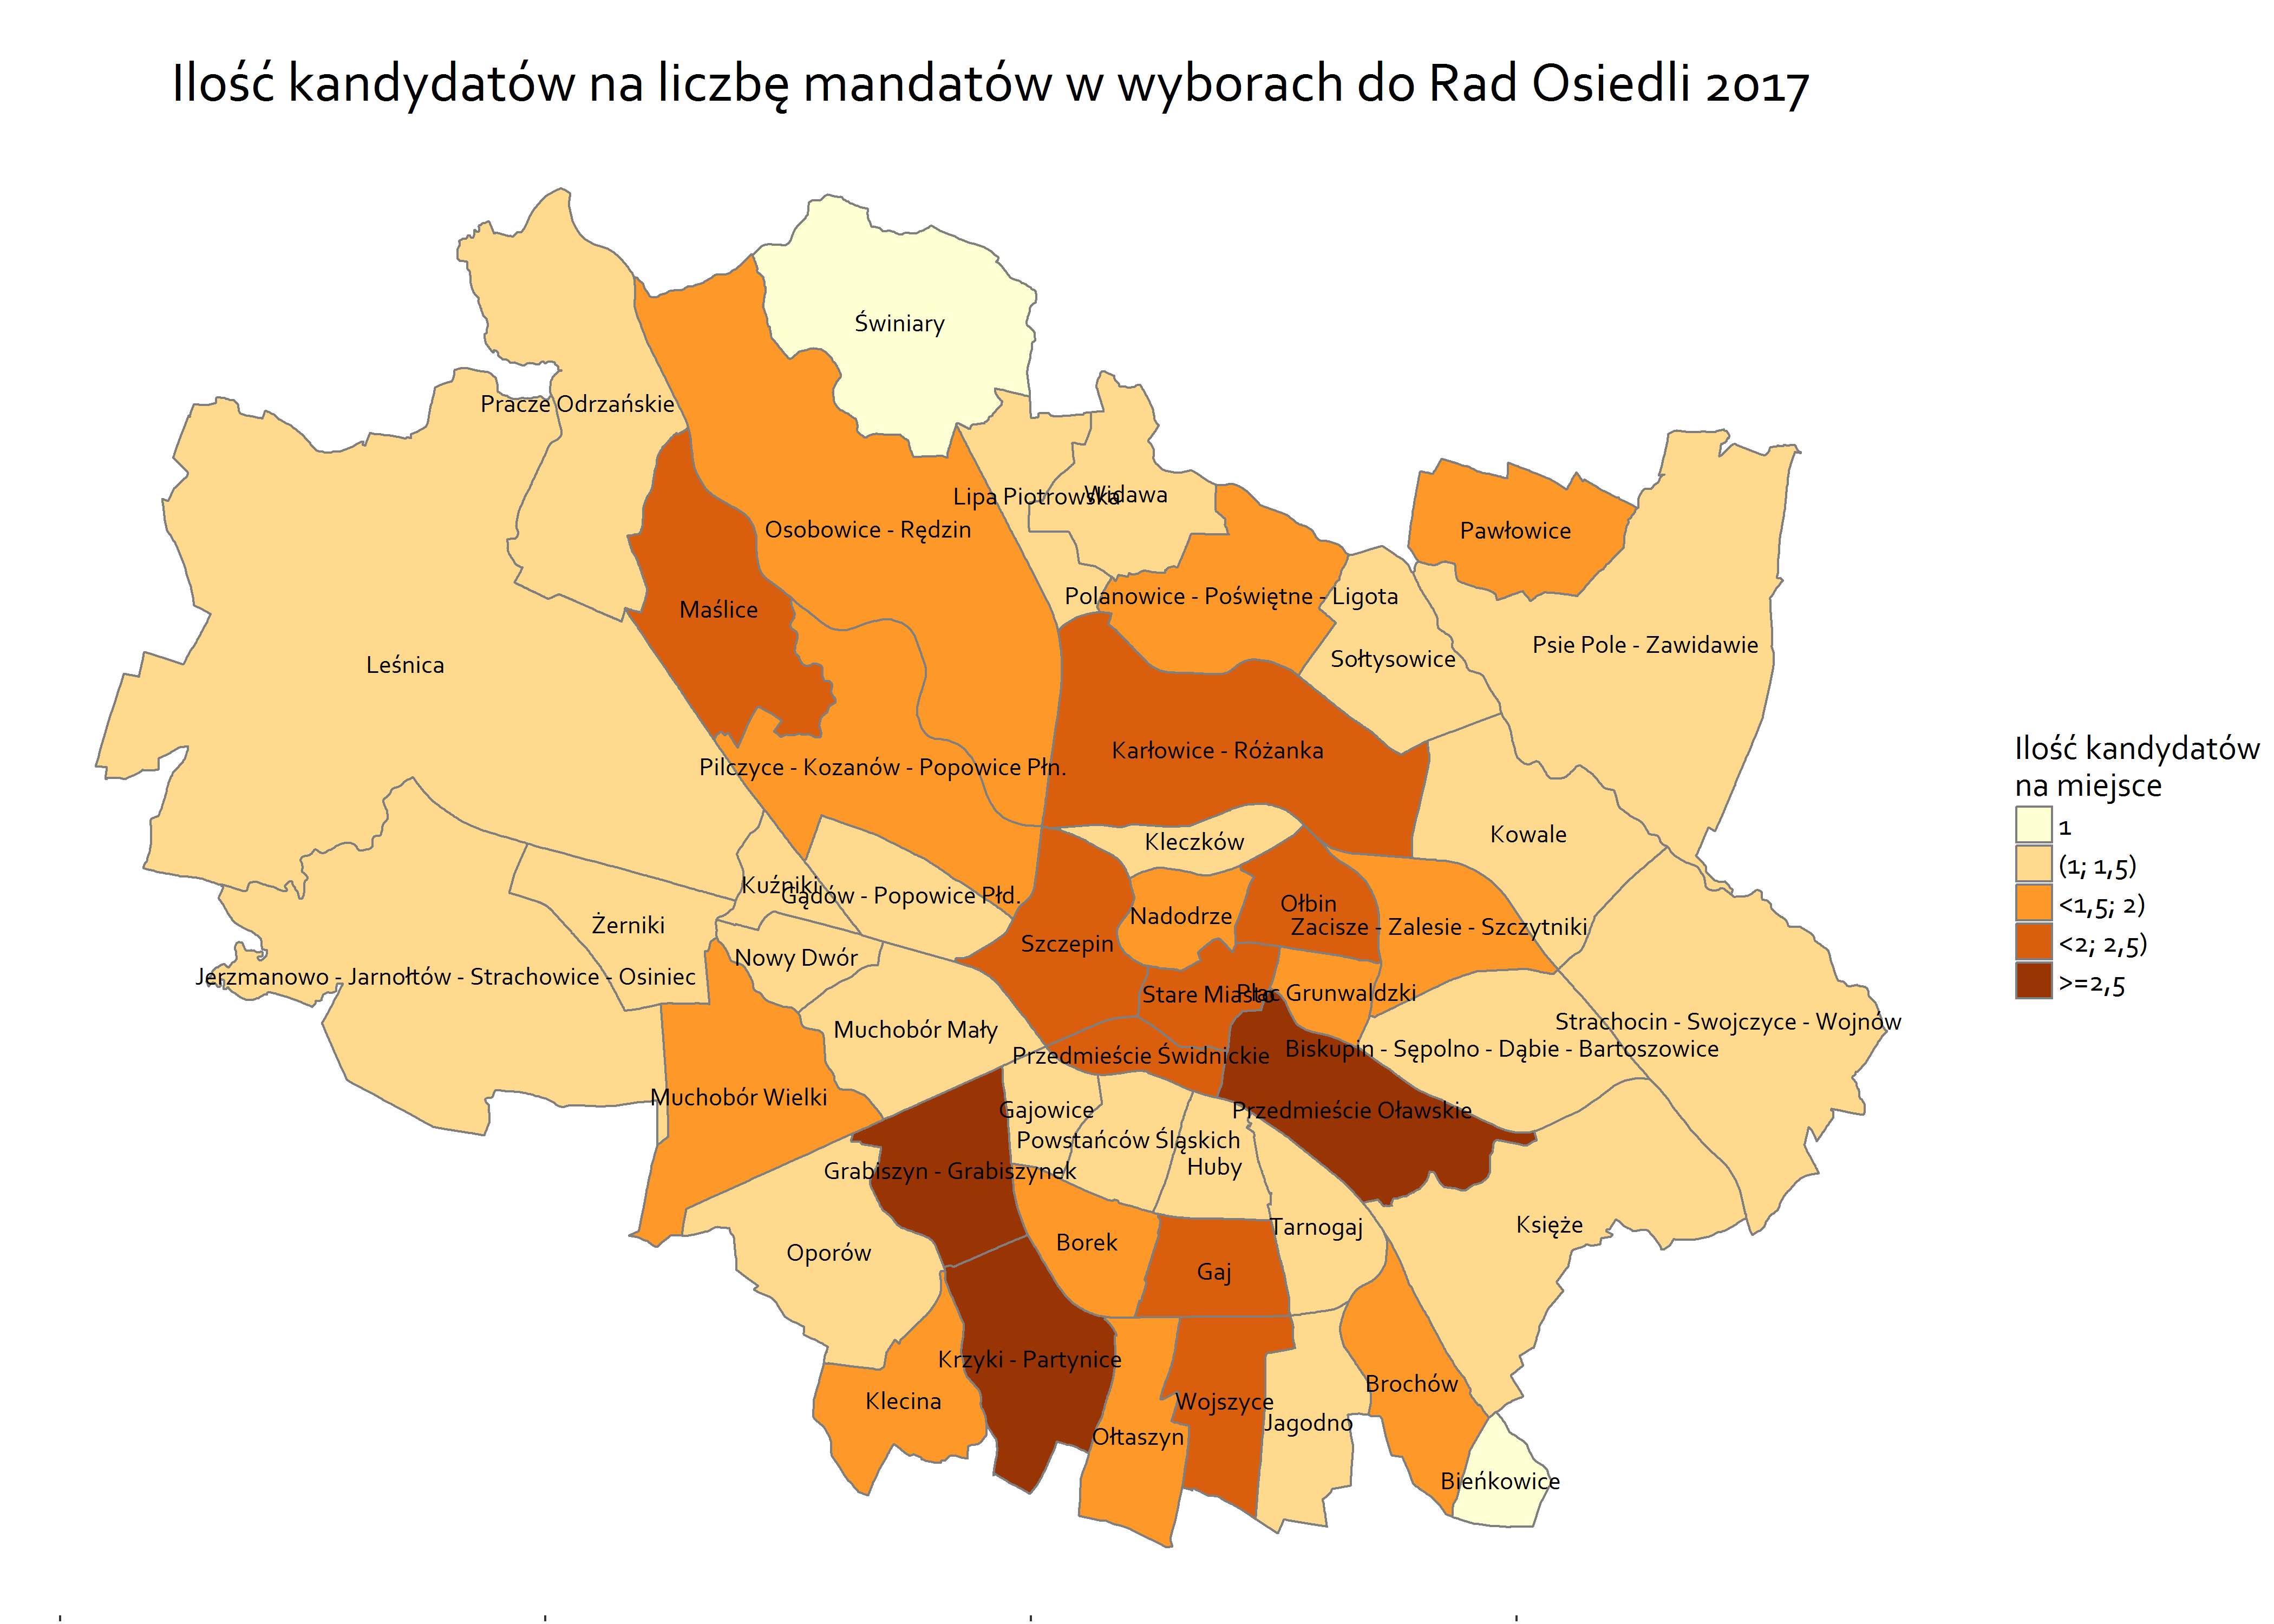 Ilość kandydatów na liczbę mandatów w wyborach do Rad Osiedli 2017
Świniary
Pracze Odrzańskie
Lipa Piotrowska
Widawa
Osobowice - Rędzin
Pawłowice
Polanowice - Poświętne - Ligota
Maślice
Psie Pole - Zawidawie
Sołtysowice
Leśnica
Karłowice - Różanka
Pilczyce - Kozanów - Popowice Płn.
Ilość kandydatów
na miejsce
1
(1; 1,5)
<1,5; 2)
<2; 2,5)
>=2,5
Kowale
Kleczków
Kuźniki
Gądów - Popowice Płd.
Ołbin
Nadodrze
Żerniki
Zacisze - Zalesie - Szczytniki
Szczepin
Nowy Dwór
Jerzmanowo - Jarnołtów - Strachowice - Osiniec
Stare Miasto
Plac Grunwaldzki
Strachocin - Swojczyce - Wojnów
Muchobór Mały
Biskupin - Sępolno - Dąbie - Bartoszowice
Przedmieście Świdnickie
Muchobór Wielki
Gajowice
Przedmieście Oławskie
Powstańców Śląskich
Huby
Grabiszyn - Grabiszynek
Księże
Tarnogaj
Borek
Oporów
Gaj
Krzyki - Partynice
Brochów
Klecina
Wojszyce
Jagodno
Ołtaszyn
Bieńkowice